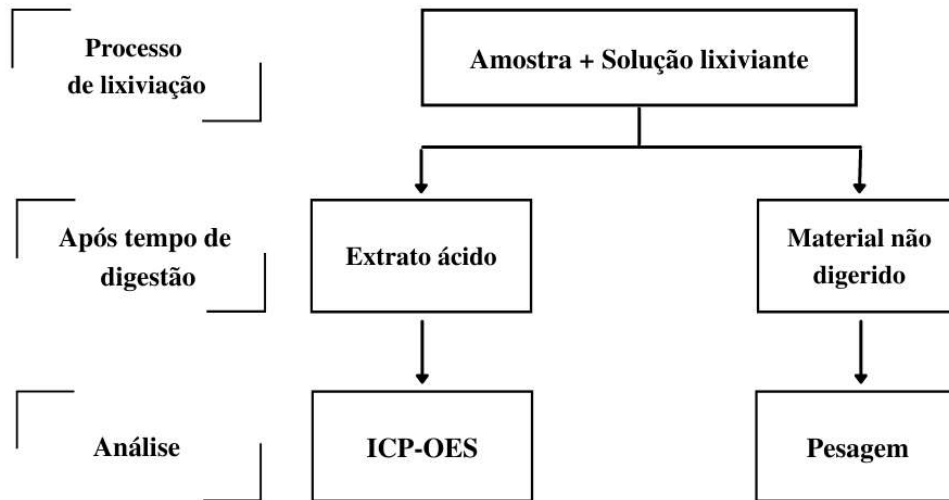 Processo
de lixiviação
Amostra + Solução lixiviante
Após tempo de
digestão
Extrato ácido
Material não
digerido
Análise
ICP-OES
Pesagem